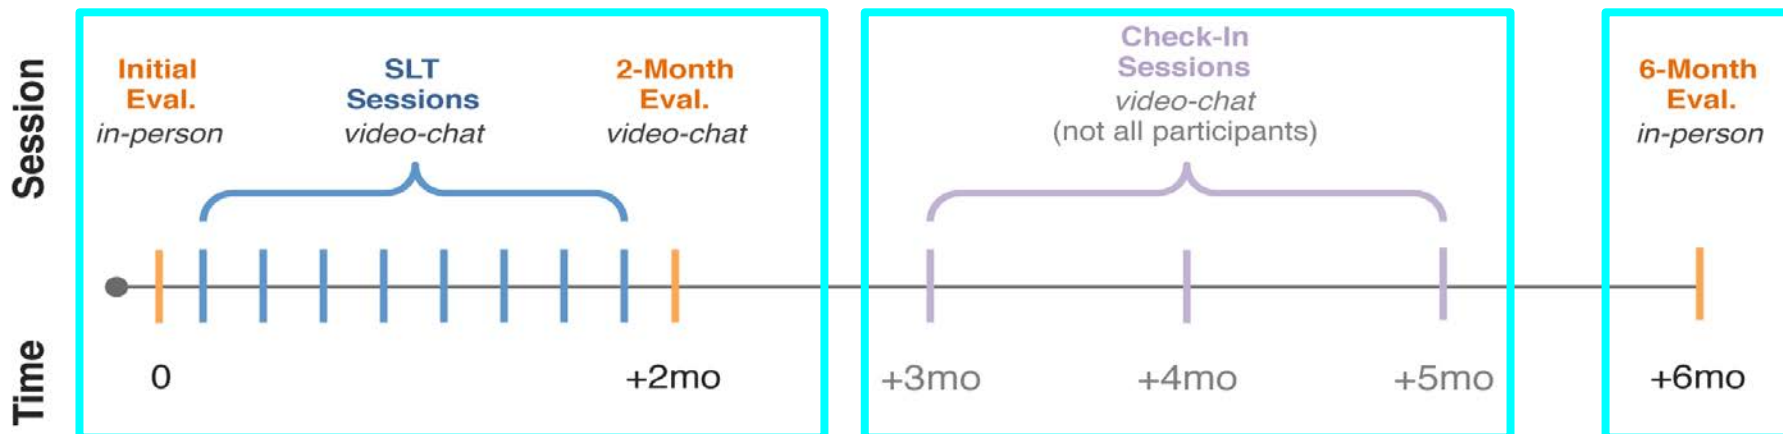 Session
Initial
Eval.
in-person
SLT
Sessions
video-chat
2-Month
Eval.
video-chat
Check-In
Sessions
video-chat
(not all participants)
6-Month
Eval.
in-person
Time
0
+2mo
+3mo
+4mo
+5mo
+6mo